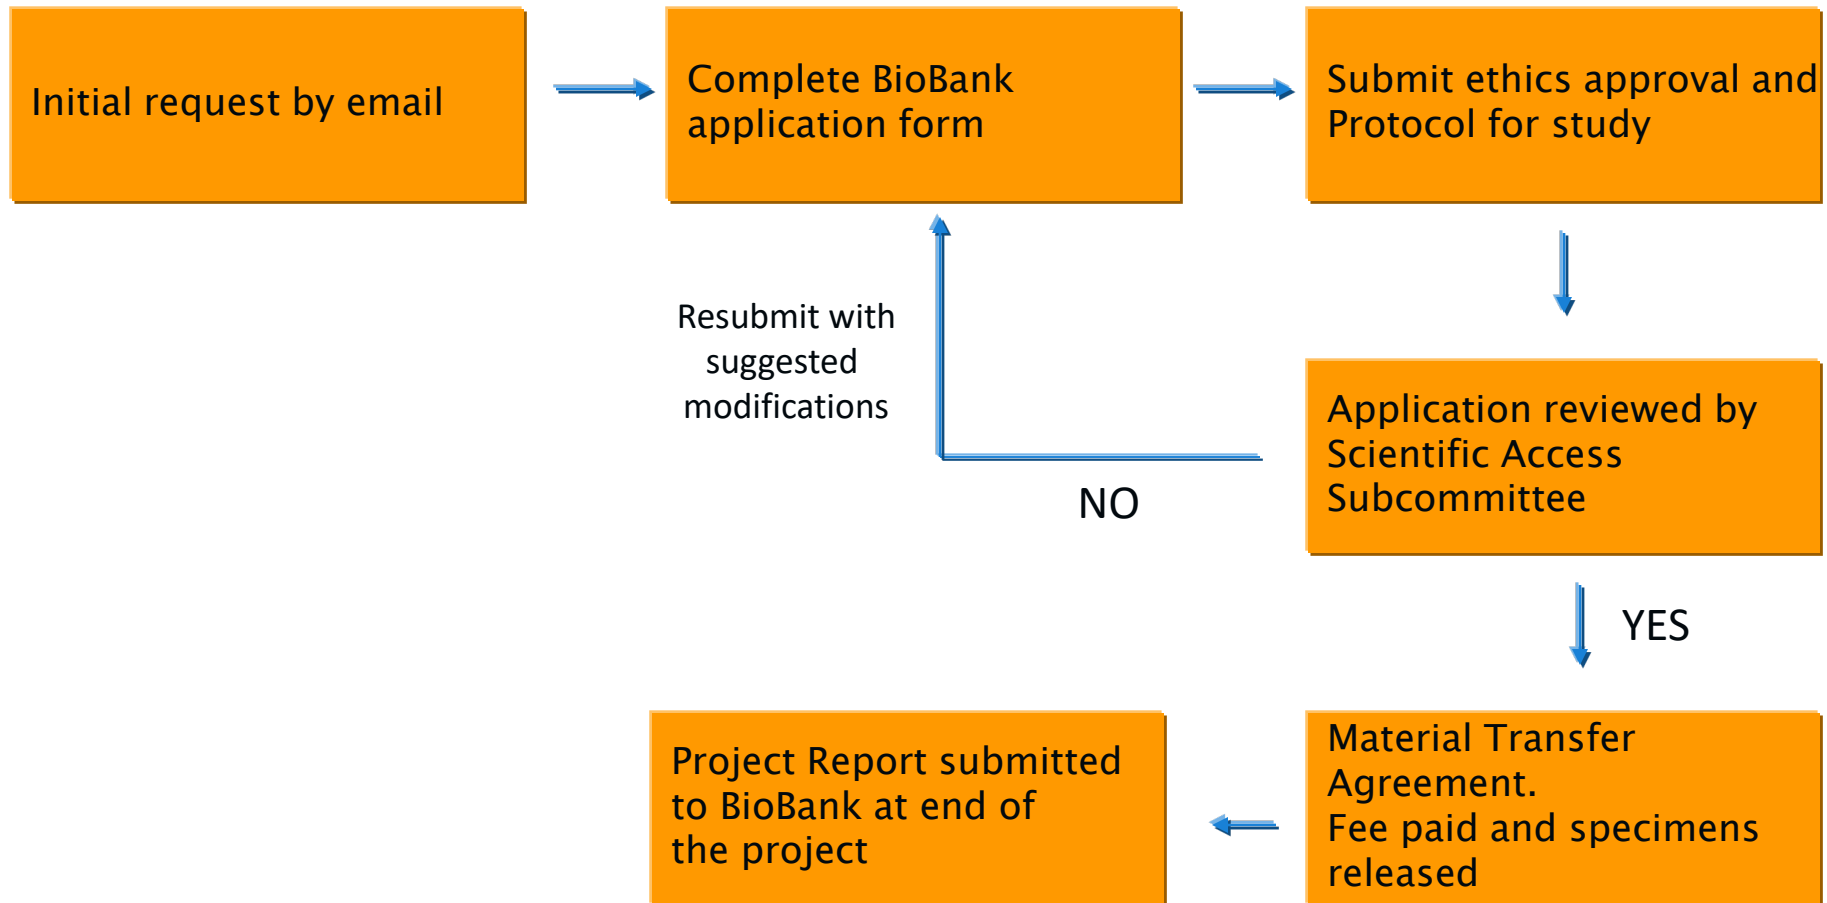 Initial request by email
Complete BioBank
application form
Submit ethics approval and
Protocol for study
Resubmit with
suggested
modifications
NO
Application reviewed by
Scientific Access
Subcommittee
YES
Material Transfer
Agreement.
Fee paid and specimens
released
Project Report submitted
to BioBank at end of
the project